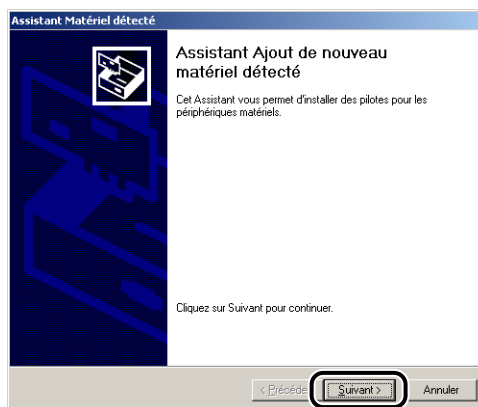 Assistant Matériel détecté
Assistant Ajout de nouveau
matériel détecté
Cet Assistant vous permet d'installer des pilotes pour les
périphériques matériels.
Cliquez sur Suivant pour continuer.
< Précéde Suivant > Annuler